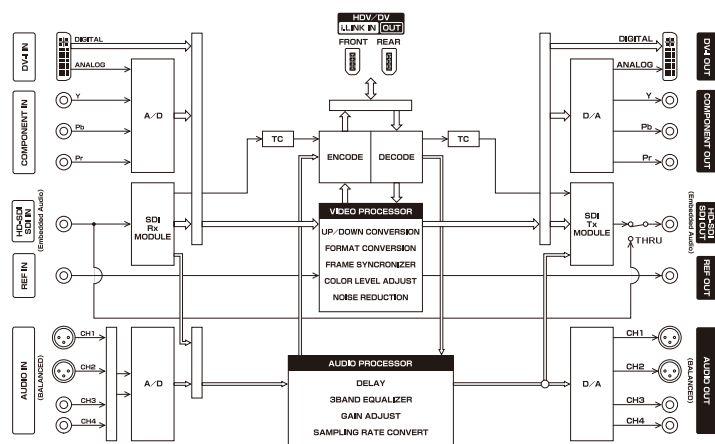 HDV/DV
i.LINK IN OUT
FRONT REAR
DV-I IN
DIGITAL
ANALOG
COMPONENT IN
Y
Pb
Pr
A/D
HD-SDI
SDI IN
(Embedded Audio)
SDI
Rx
MODULE
REF IN
AUDIO IN
(BALANCED)
CH1
CH2
CH3
CH4
A/D
TC
ENCODE
DECODE
TC
VIDEO PROCESSOR
UP/DOWN CONVERSION
FORMAT CONVERSION
FRAME SYNCRONIZER
COLOR LEVEL ADJUST
NOISE REDUCTION
AUDIO PROCESSOR
DELAY
3BAND EQUALIZER
GAIN ADJUST
SAMPLING RATE CONVERT
DIGITAL
ANALOG
DV-I OUT
D/A
Y
Pb
Pr
COMPONENT OUT
SDI
Tx
MODULE
THRU
HD-SDI
SDI OUT
(Embedded Audio)
REF OUT
D/A
CH1
CH2
CH3
CH4
AUDIO OUT
(BALANCED)